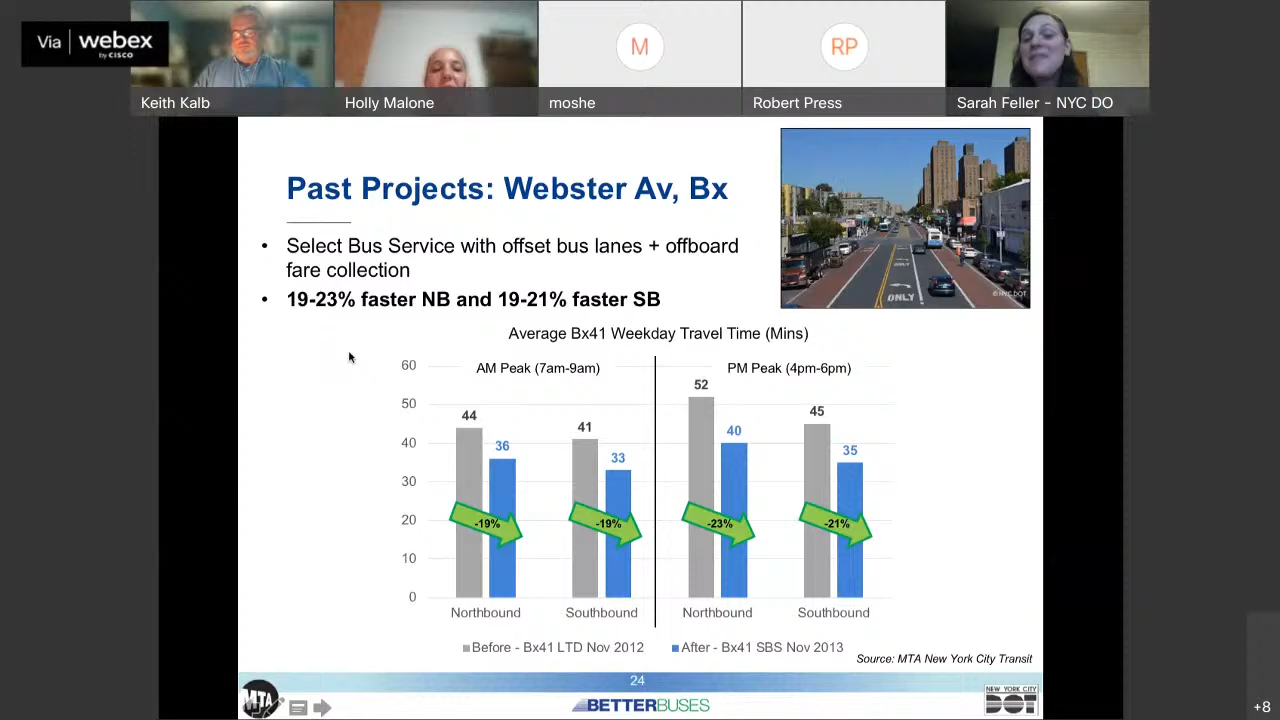 Via webex
by CISCO
M
RP
Keith Kalb
Holly Malone
moshe
Robert Press
Sarah Feller - NYC DO
Past Projects: Webster Av, Bx
• Select Bus Service with offset bus lanes + offboard
fare collection
• 19-23% faster NB and 19-21% faster SB
ONLY
©NYC DOT
Average Bx41 Weekday Travel Time (Mins)
AM Peak (7am-9am)
PM Peak (4pm-6pm)
60
50
40
30
20
10
0
44
36
41
33
52
40
45
35
-19%
-19%
-23%
-21%
Northbound
Southbound
Northbound
Southbound
Before - Bx41 LTD Nov 2012
After - Bx41 SBS Nov 2013
Source: MTA New York City Transit
24
MTA
BETTERBUSES
NEW YORK CITY
DOT
+8